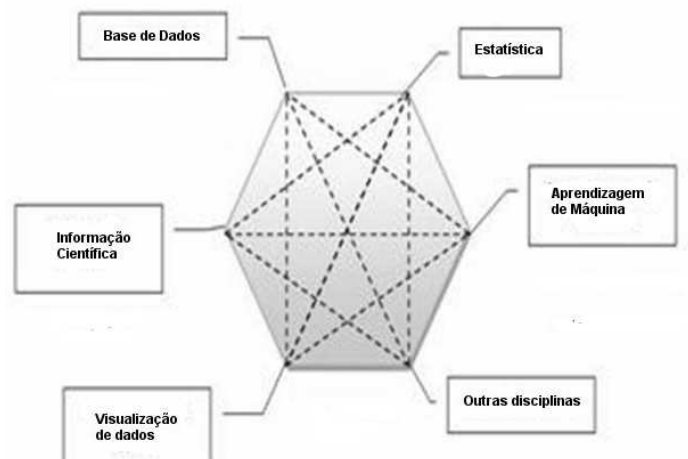 Base de Dados
Estatística
Aprendizagem
de Máquina
Informação
Científica
Outras disciplinas
Visualização
de dados